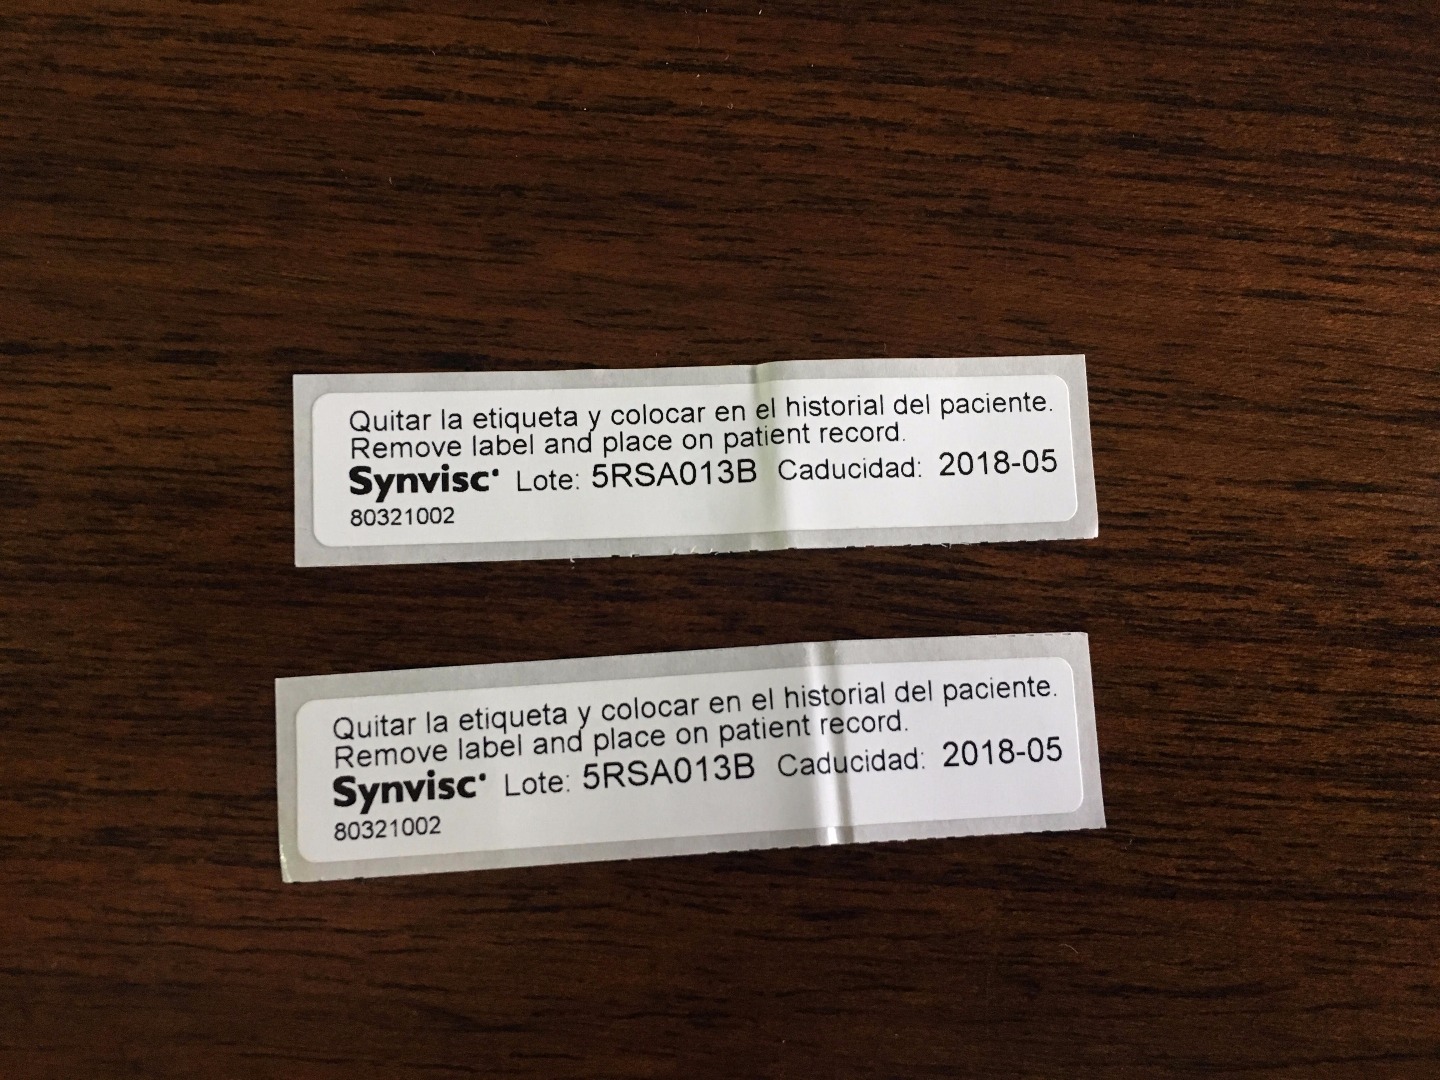 Quitar la etiqueta y colocar en el historial del paciente.
Remove label and place on patient record.
Synvisc® Lote: 5RSA013B Caducidad: 2018-05
80321002
Quitar la etiqueta y colocar en el historial del paciente.
Remove label and place on patient record.
Synvisc® Lote: 5RSA013B Caducidad: 2018-05
80321002